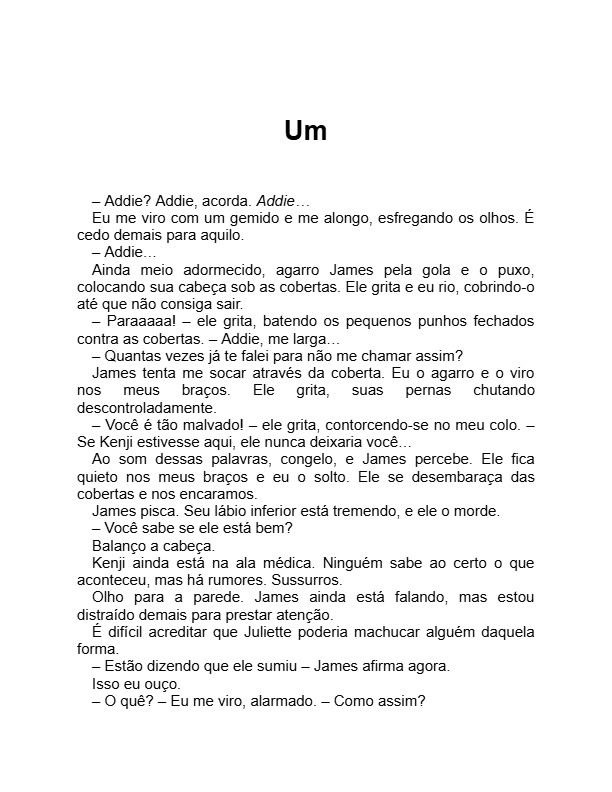 Um
– Addie? Addie, acorda. Addie…
Eu me viro com um gemido e me alongo, esfregando os olhos. É
cedo demais para aquilo.
– Addie…
Ainda meio adormecido, agarro James pela gola e o puxo,
colocando sua cabeça sob as cobertas. Ele grita e eu rio, cobrindo-o
até que não consiga sair.
– Paraaaaa! – ele grita, batendo os pequenos punhos fechados
contra as cobertas. – Addie, me larga…
– Quantas vezes já te falei para não me chamar assim?
James tenta me socar através da coberta. Eu o agarro e o viro
nos meus braços. Ele grita, suas pernas chutando
descontroladamente.
– Você é tão malvado! – ele grita, contorcendo-se no meu colo. –
Se Kenji estivesse aqui, ele nunca deixaria você…
Ao som dessas palavras, congelo, e James percebe. Ele fica
quieto nos meus braços e eu o solto. Ele se desembaraça das
cobertas e nos encaramos.
James pisca. Seu lábio inferior está tremendo, e ele o morde.
– Você sabe se ele está bem?
Balanço a cabeça.
Kenji ainda está na ala médica. Ninguém sabe ao certo o que
aconteceu, mas há rumores. Sussurros.
Olho para a parede. James ainda está falando, mas estou
distraído demais para prestar atenção.
É difícil acreditar que Juliette poderia machucar alguém daquela
forma.
– Estão dizendo que ele sumiu – James afirma agora.
Isso eu ouço.
– O quê? – Eu me viro, alarmado. – Como assim?